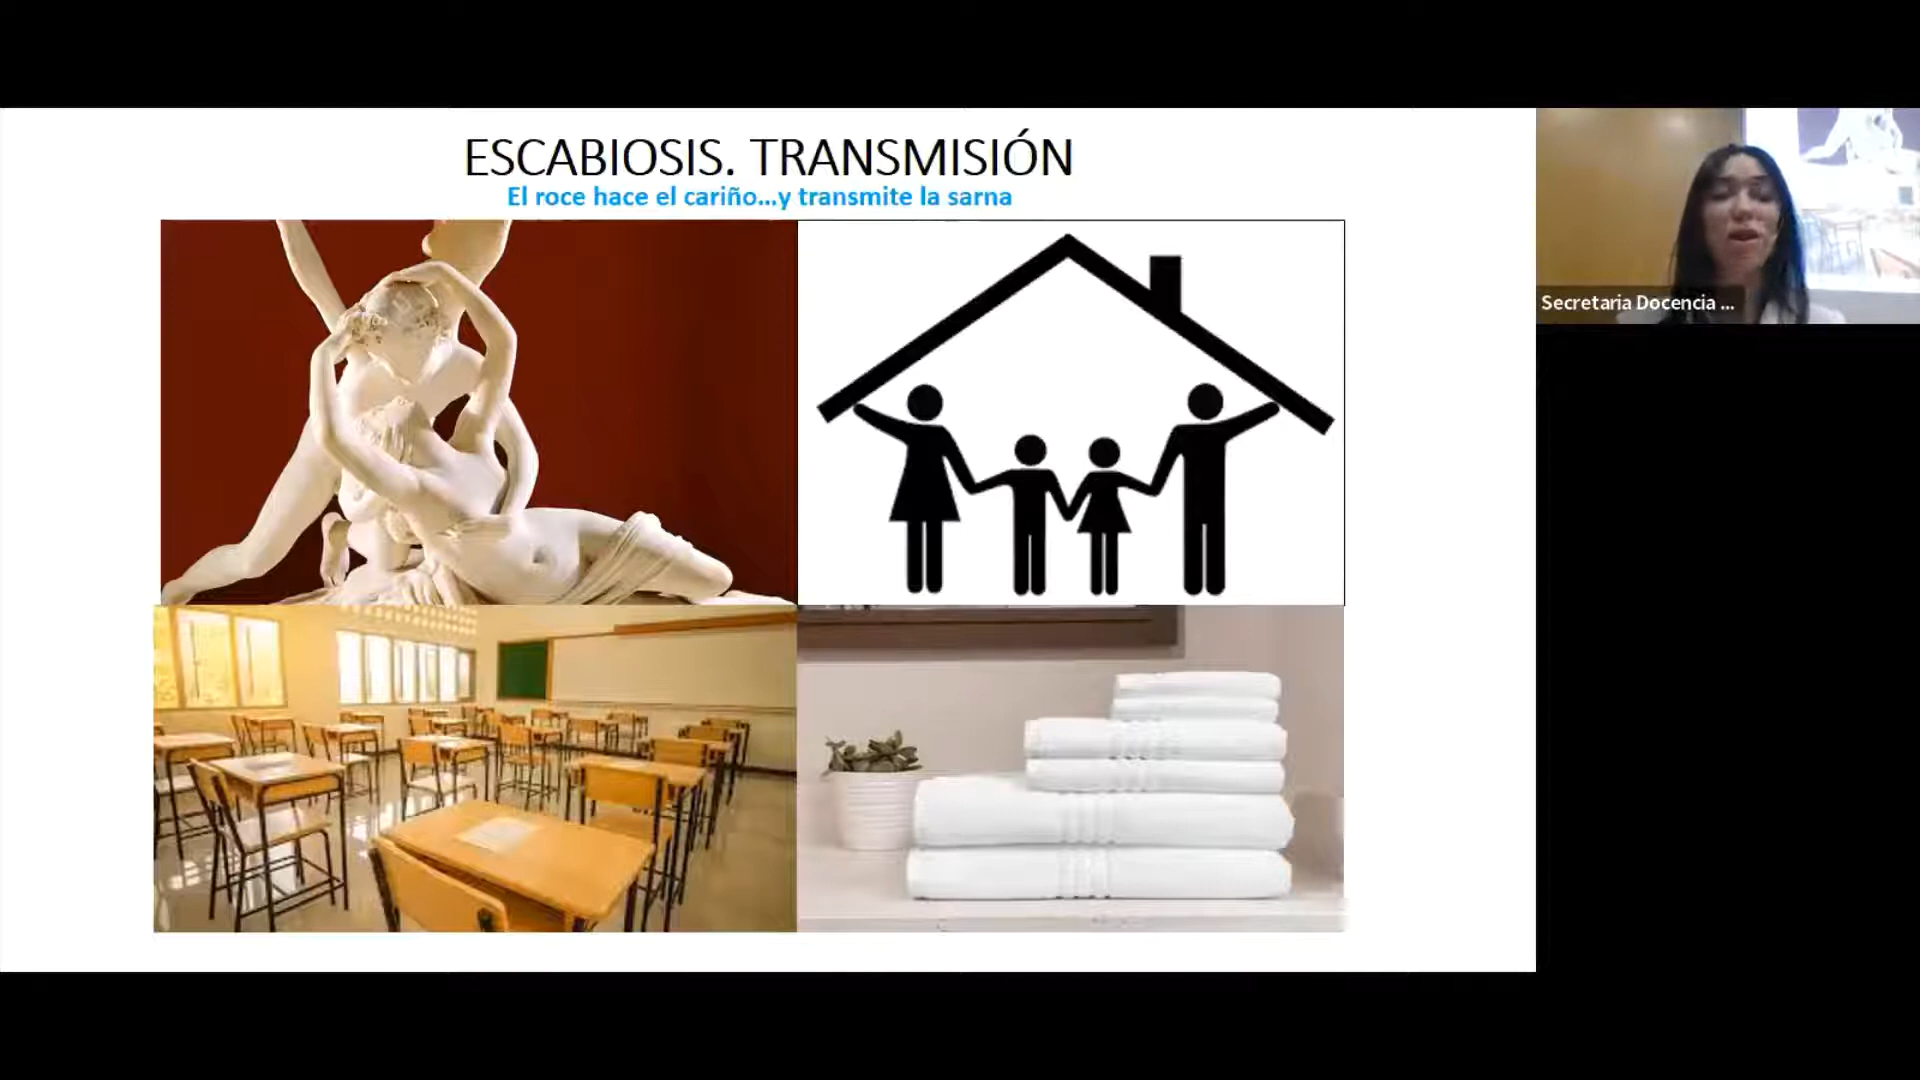 ESCABIOSIS. TRANSMISIÓN
El roce hace el cariño...y transmite la sarna
Secretaria Docencia ...